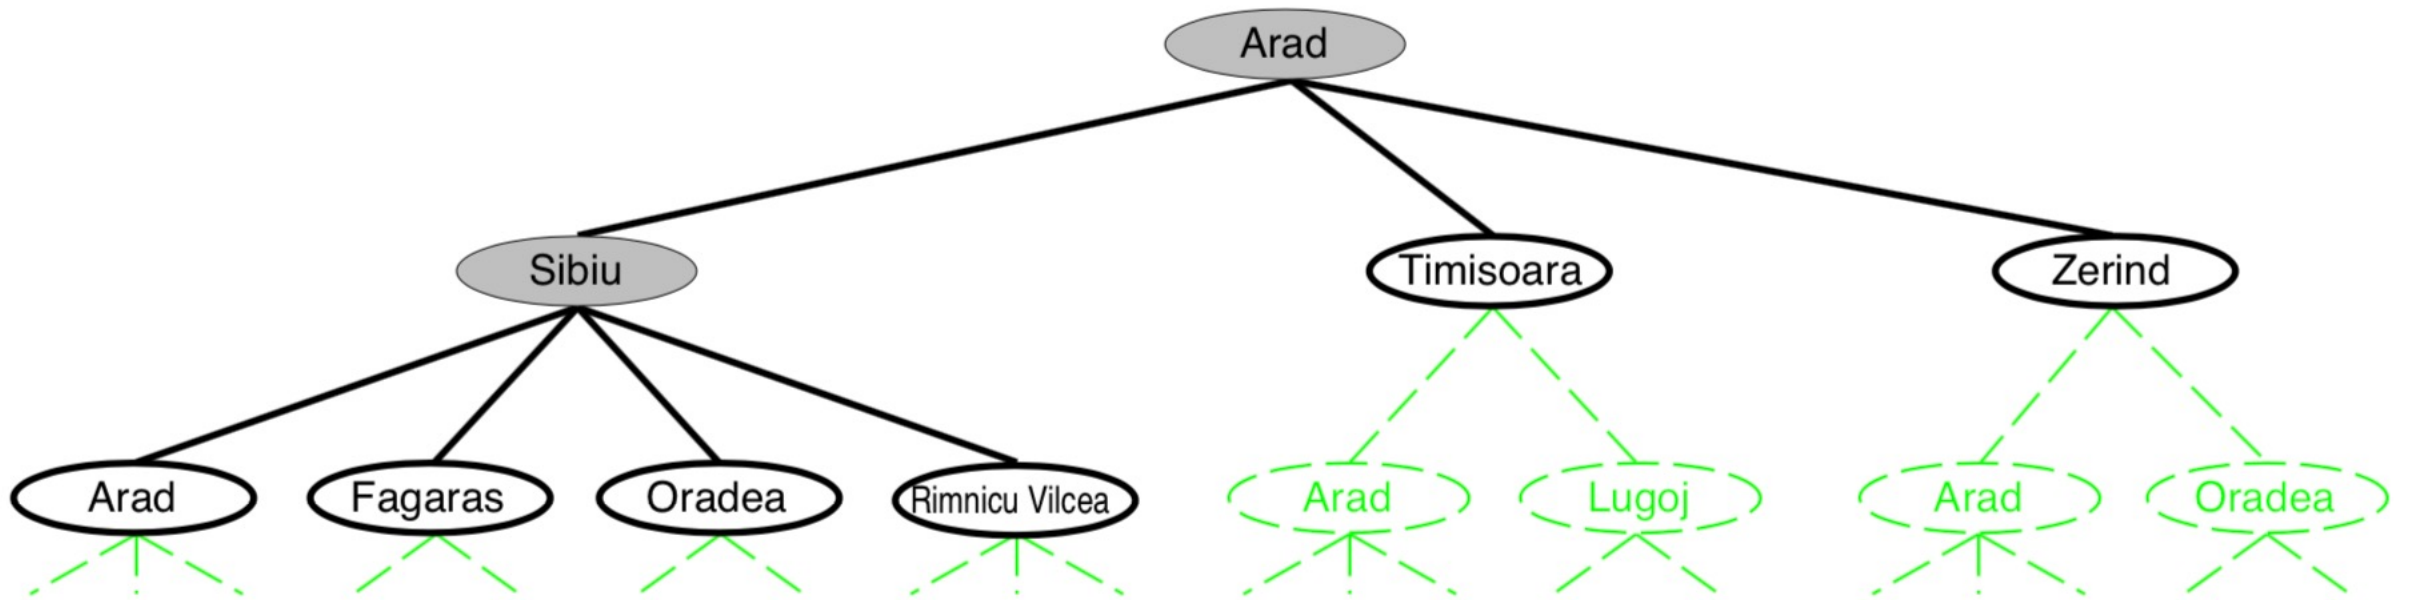 Arad
Sibiu
Timisoara
Zerind
Arad
Fagaras
Oradea
Rimnicu Vilcea
Arad
Lugoj
Arad
Oradea